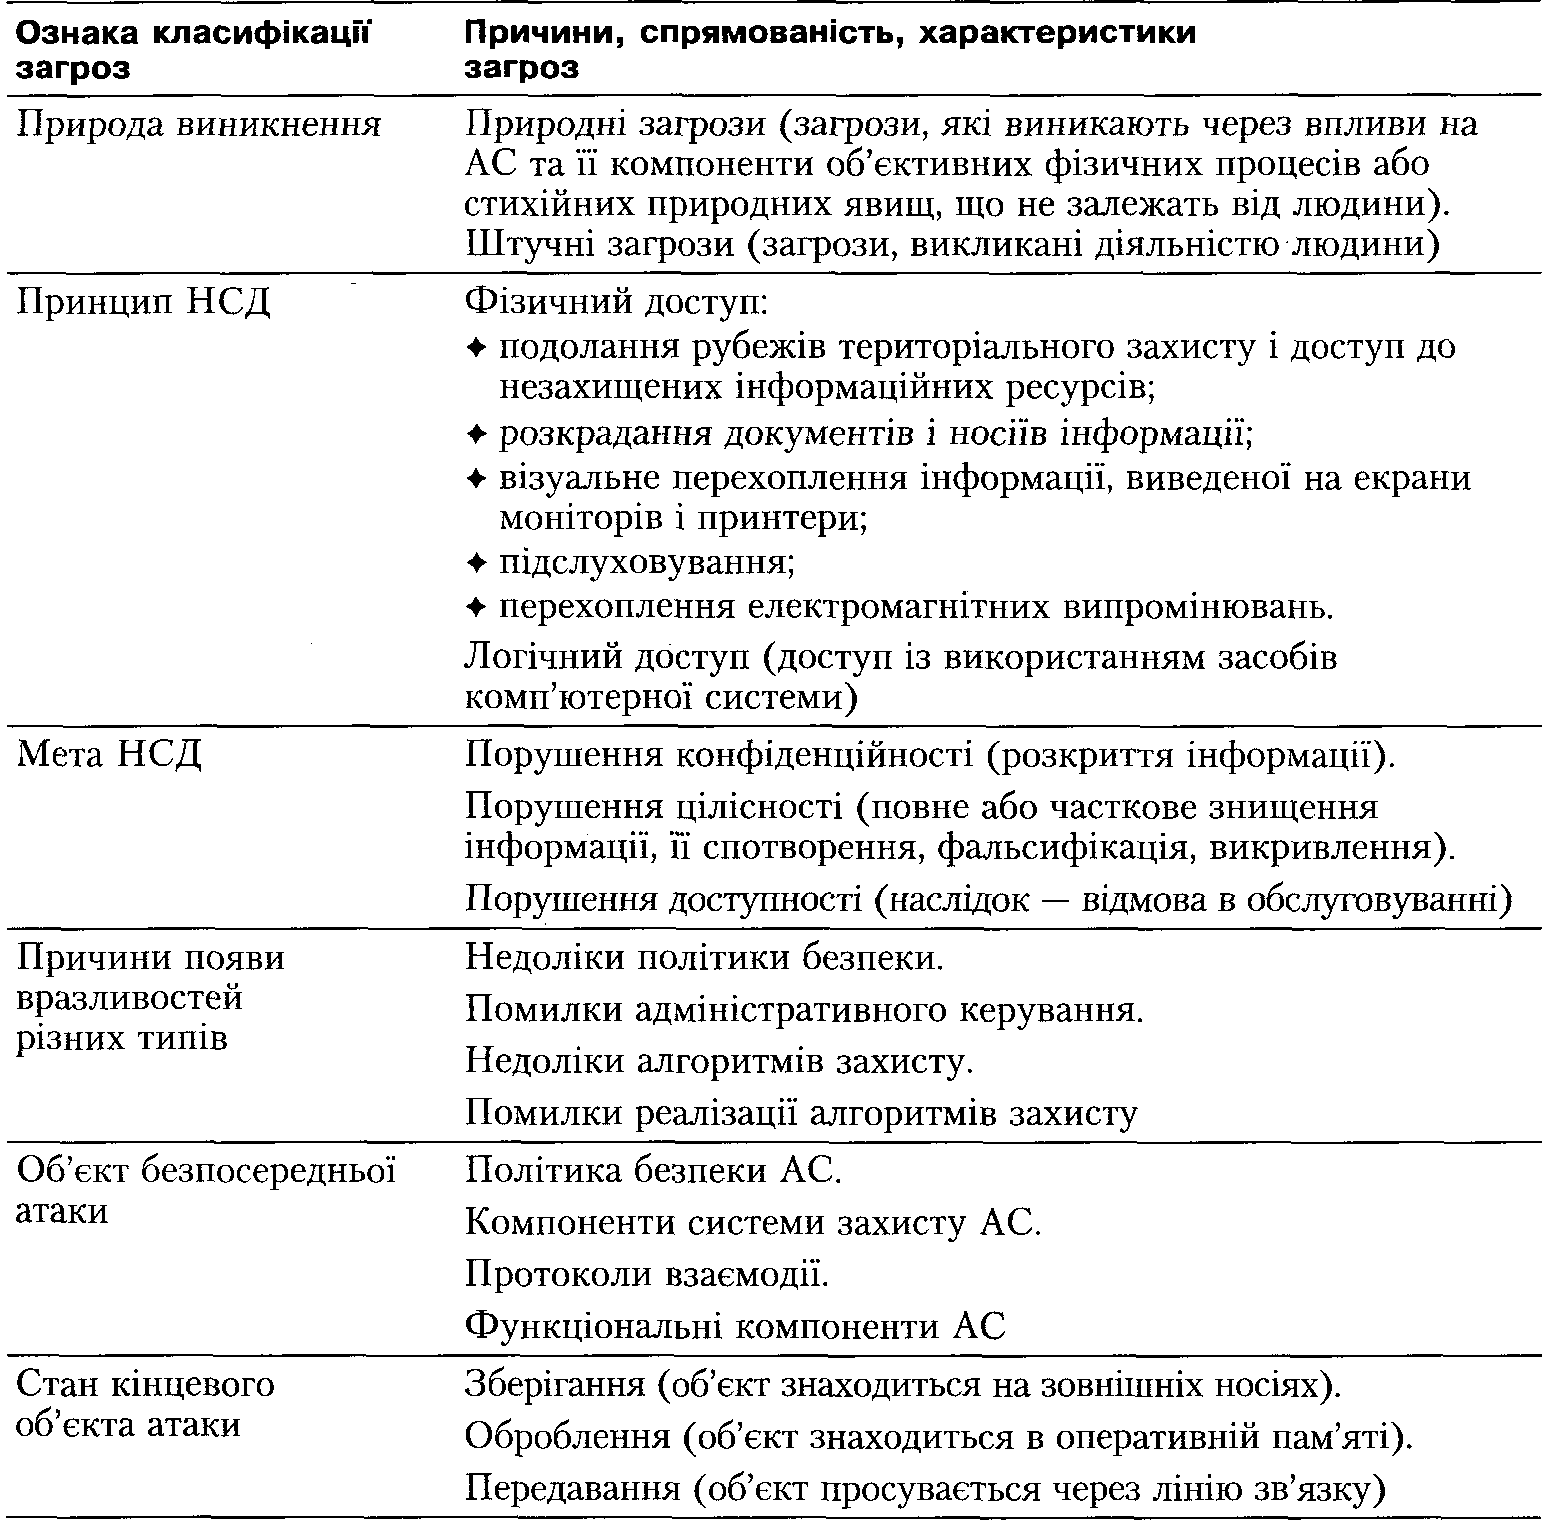 Ознака класифікації загроз
Причини, спрямованість, характеристики загроз
Природа виникнення
Природні загрози (загрози, які виникають через впливи на
АС та її компоненти об’єктивних фізичних процесів або
стихійних природних явищ, що не залежать від людини).
Штучні загрози (загрози, викликані діяльністю людини)
Принцип НСД
Фізичний доступ:
✦ подолання рубежів територіального захисту і доступ до
незахищених інформаційних ресурсів;
✦ розкрадання документів і носіїв інформації;
✦ візуальне перехоплення інформації, виведеної на екрани
моніторів і принтери;
✦ підслуховування;
✦ перехоплення електромагнітних випромінювань.
Логічний доступ (доступ із використанням засобів
комп’ютерної системи)
Мета НСД
Порушення конфіденційності (розкриття інформації).
Порушення цілісності (повне або часткове знищення
інформації, її спотворення, фальсифікація, викривлення).
Порушення доступності (наслідок — відмова в обслуговуванні)
Причини появи
вразливостей
різних типів
Недоліки політики безпеки.
Помилки адміністративного керування.
Недоліки алгоритмів захисту.
Помилки реалізації алгоритмів захисту
Об’єкт безпосередньої
атаки
Політика безпеки АС.
Компоненти системи захисту АС.
Протоколи взаємодії.
Функціональні компоненти АС
Стан кінцевого
об’єкта атаки
Зберігання (об’єкт знаходиться на зовнішніх носіях).
Оброблення (об’єкт знаходиться в оперативній пам’яті).
Передавання (об’єкт просувається через лінію зв’язку)